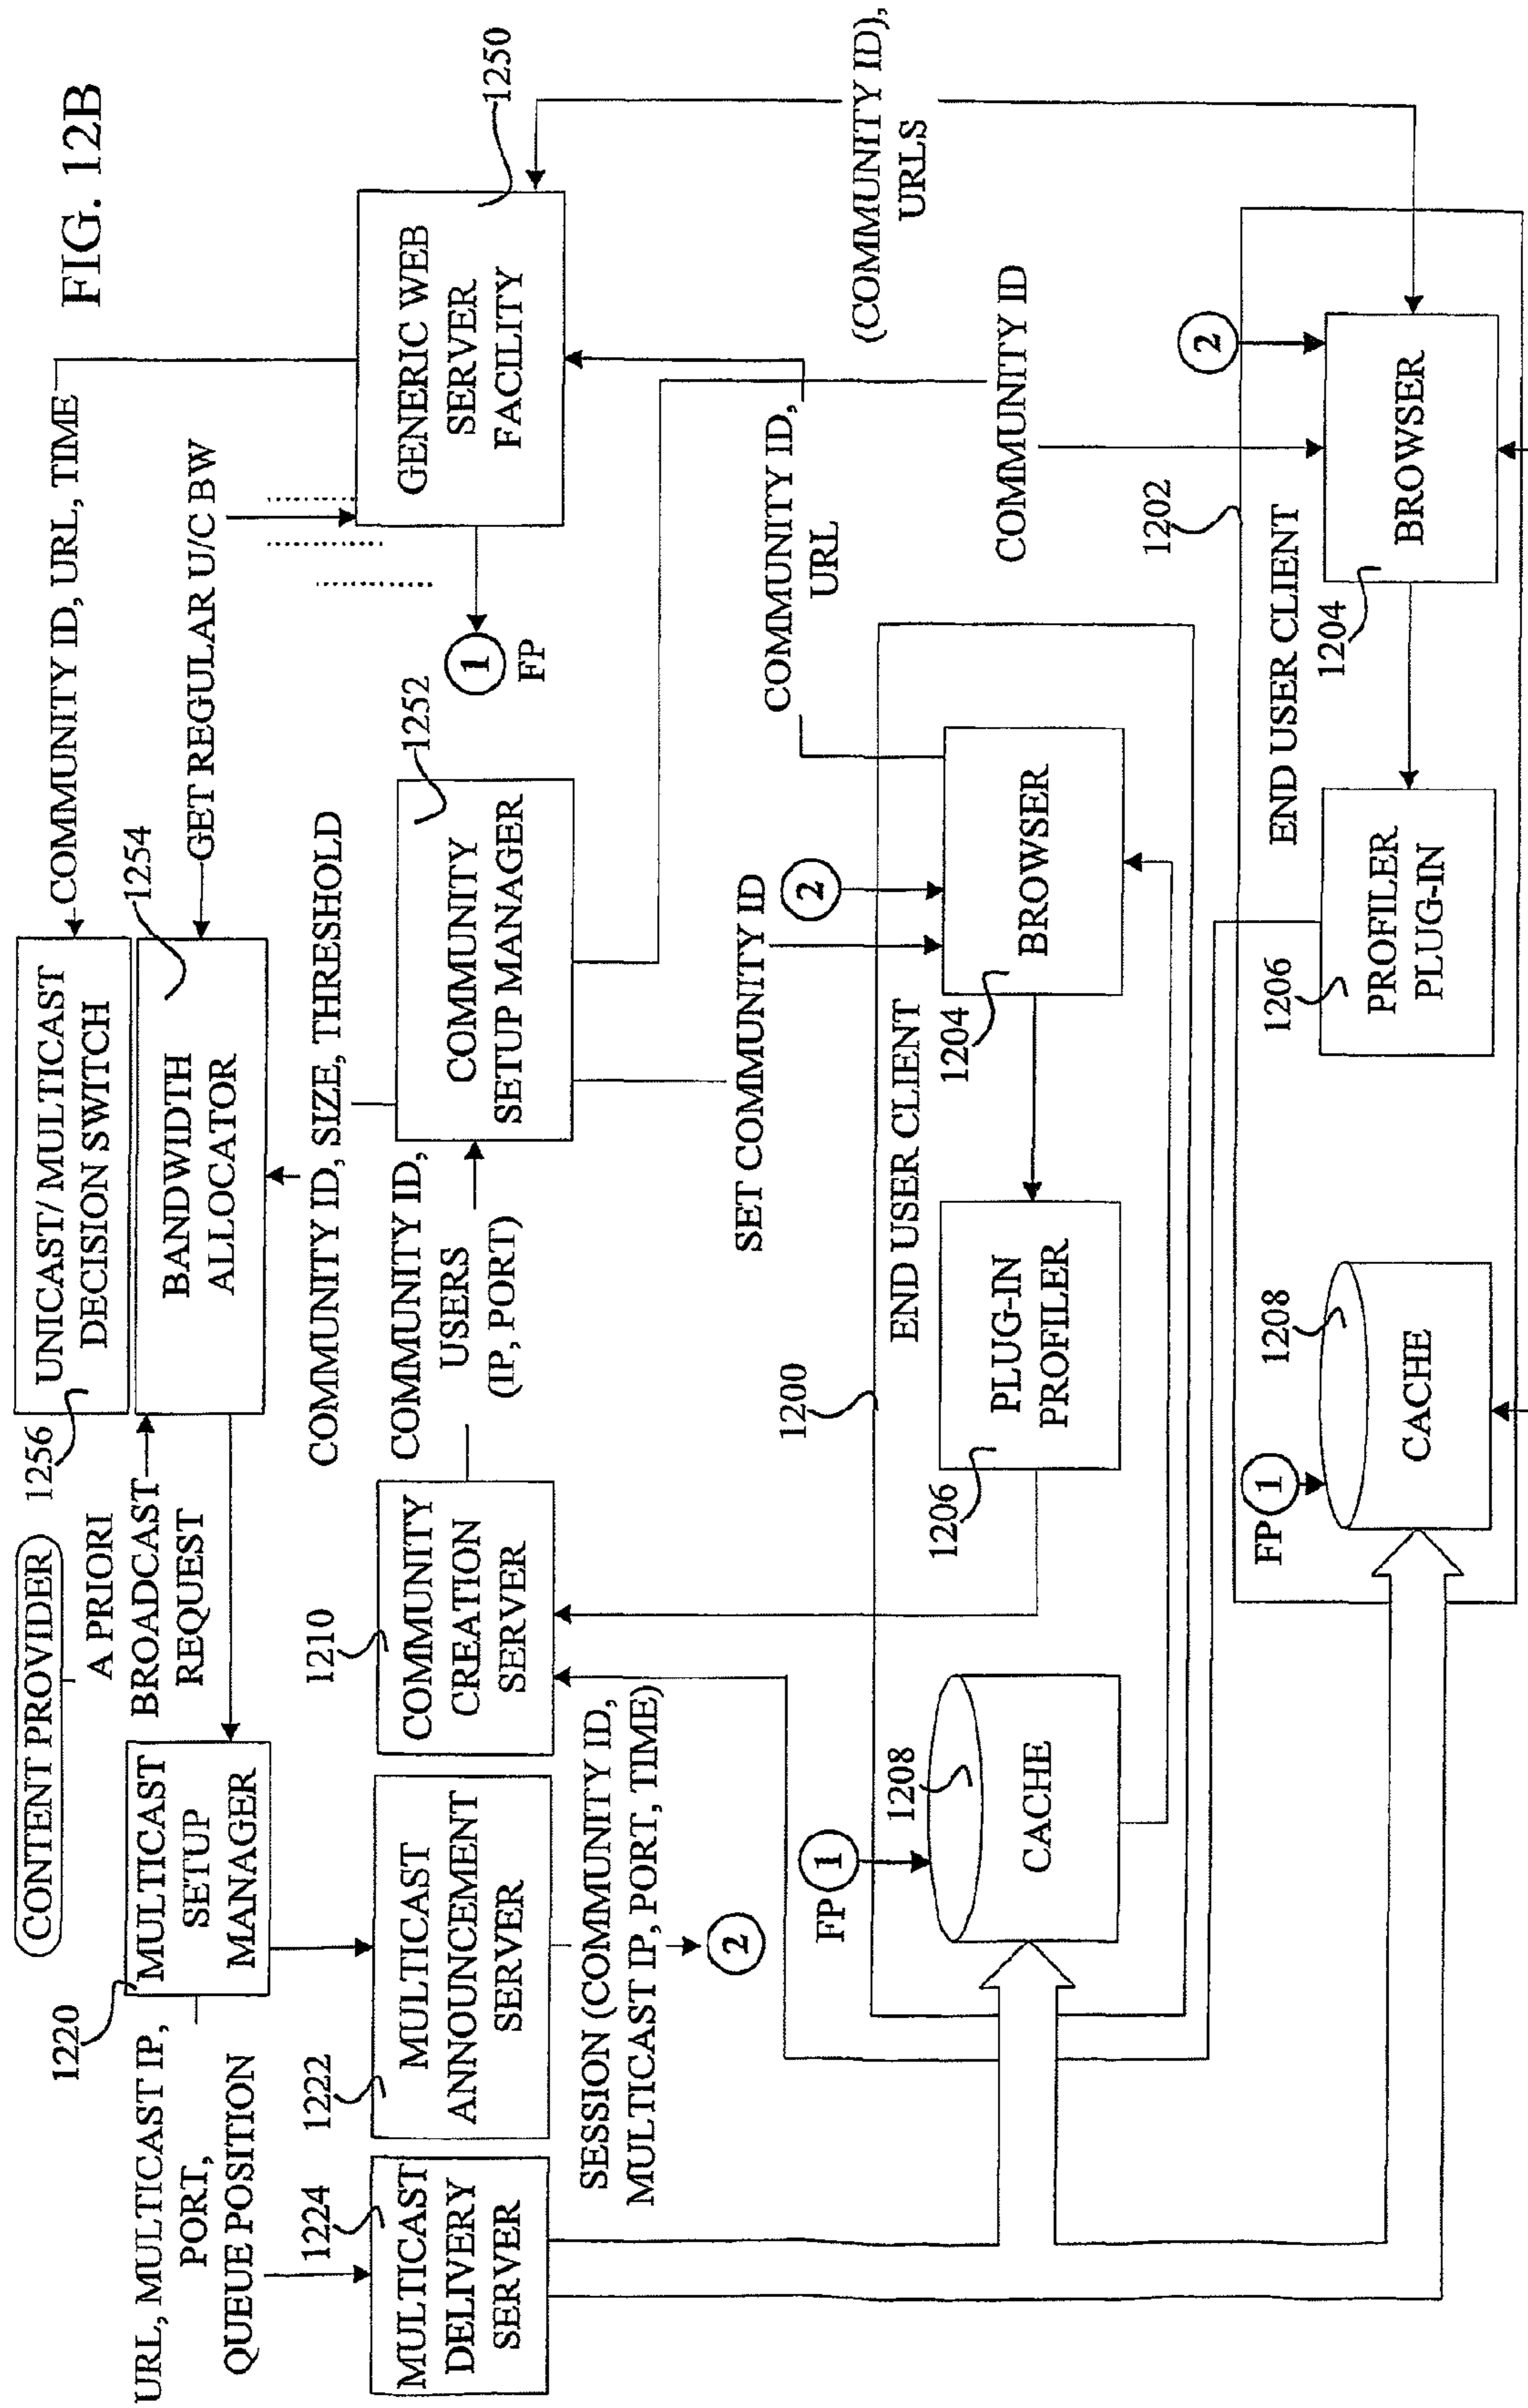 FIG. 12B
CONTENT PROVIDER
1256
UNICAST/ MULTICAST
DECISION SWITCH
COMMUNITY ID, URL, TIME
A PRIORI
BROADCAST
REQUEST
BANDWIDTH
ALLOCATOR
1254
GET REGULAR U/C BW
1220
MULTICAST
SETUP
MANAGER
URL, MULTICAST IP,
PORT,
QUEUE POSITION
COMMUNITY ID, SIZE, THRESHOLD
1224
MULTICAST
DELIVERY
SERVER
1222
MULTICAST
ANNOUNCEMENT
SERVER
1210
COMMUNITY
CREATION
SERVER
COMMUNITY ID,
USERS
(IP, PORT)
COMMUNITY
SETUP MANAGER
1252
1
FP
GENERIC WEB
SERVER
FACILITY
1250
SESSION (COMMUNITY ID,
MULTICAST IP, PORT, TIME)
2
SET COMMUNITY ID
COMMUNITY ID,
URL
(COMMUNITY ID),
URLS
1200
END USER CLIENT
2
FP 1
1208
CACHE
1206
PLUG-IN
PROFILER
1204
BROWSER
COMMUNITY ID
1202
2
END USER CLIENT
FP 1
1208
CACHE
1206
PROFILER
PLUG-IN
1204
BROWSER